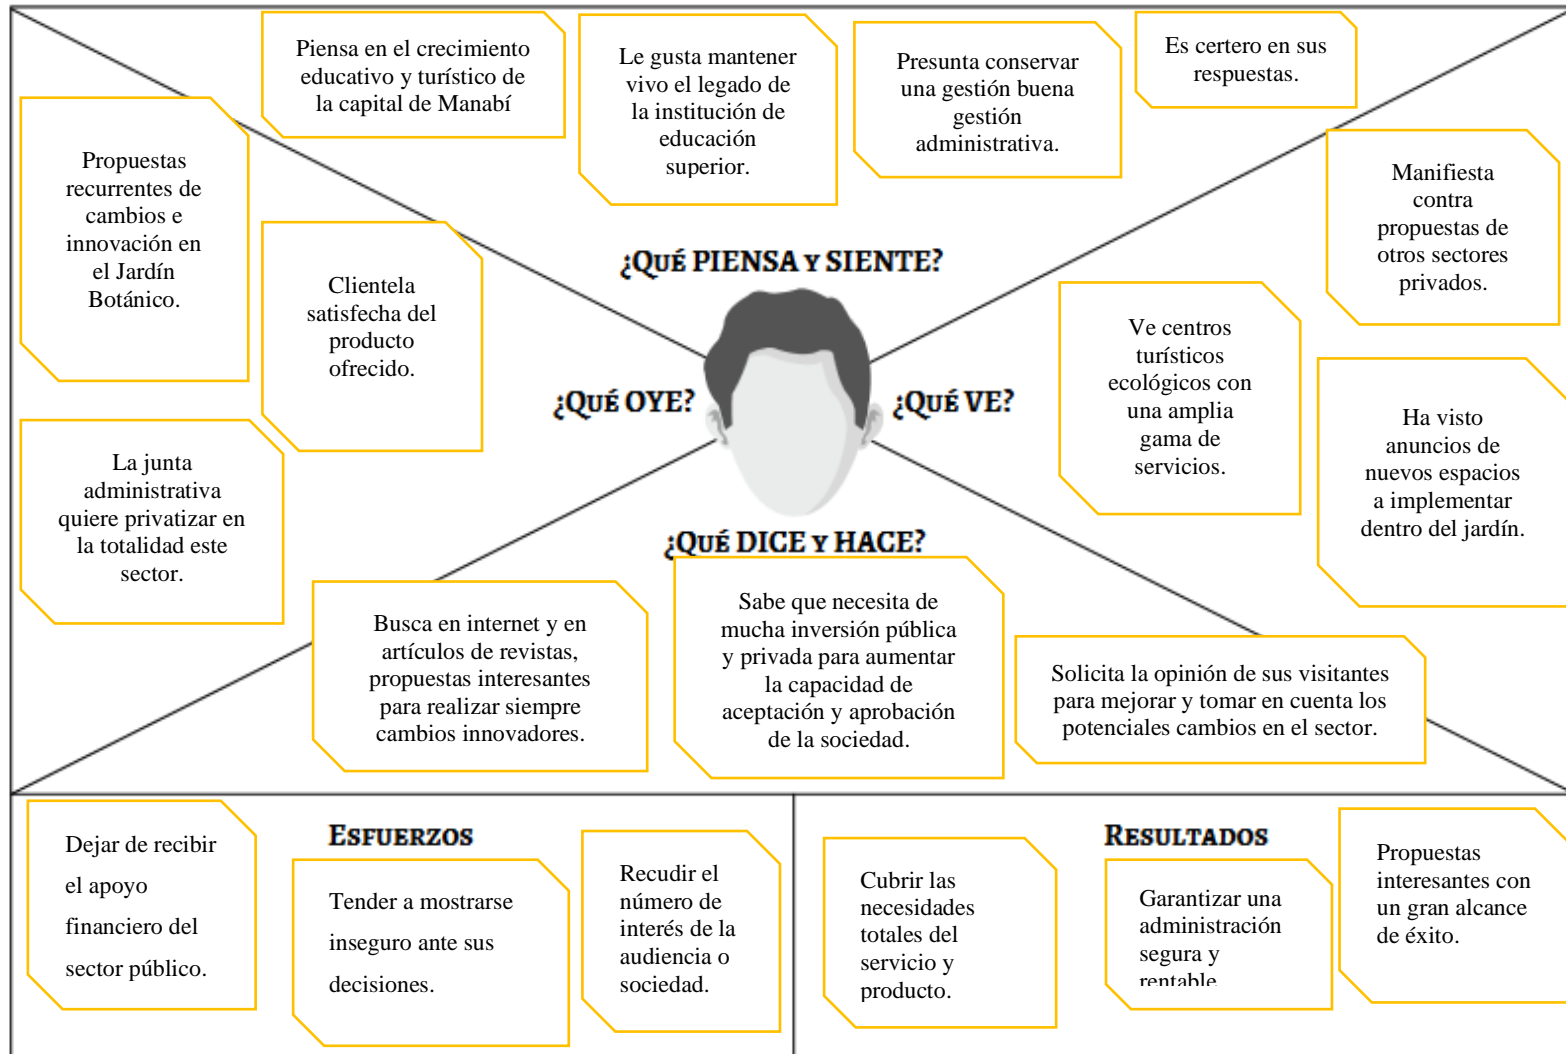 Piensa en el crecimiento
educativo y turístico de
la capital de Manabí
Le gusta mantener
vivo el legado de
la institución de
educación
superior.
Presunta conservar
una gestión buena
gestión
administrativa.
Es certero en sus
respuestas.
Propuestas
recurrentes de
cambios e
innovación en
el Jardín
Botánico.
Clientela
satisfecha del
producto
ofrecido.
La junta
administrativa
quiere privatizar en
la totalidad este
sector.
¿QUÉ PIENSA Y SIENTE?
¿QUÉ OYE?
¿QUÉ VE?
¿QUÉ DICE Y HACE?
Manifiesta
contra
propuestas de
otros sectores
privados.
Ve centros
turísticos
ecológicos con
una amplia
gama de
servicios.
Ha visto
anuncios de
nuevos espacios
a implementar
dentro del jardín.
Busca en internet y en
artículos de revistas,
propuestas interesantes
para realizar siempre
cambios innovadores.
Sabe que necesita de
mucha inversión pública
y privada para aumentar
la capacidad de
aceptación y aprobación
de la sociedad.
Solicita la opinión de sus visitantes
para mejorar y tomar en cuenta los
potenciales cambios en el sector.
ESFUERZOS
Dejar de recibir
el apoyo
financiero del
sector público.
Tender a mostrarse
inseguro ante sus
decisiones.
Recudir el
número de
interés de la
audiencia o
sociedad.
RESULTADOS
Cubrir las
necesidades
totales del
servicio y
producto.
Garantizar una
administración
segura y
rentable
Propuestas
interesantes con
un gran alcance
de éxito.